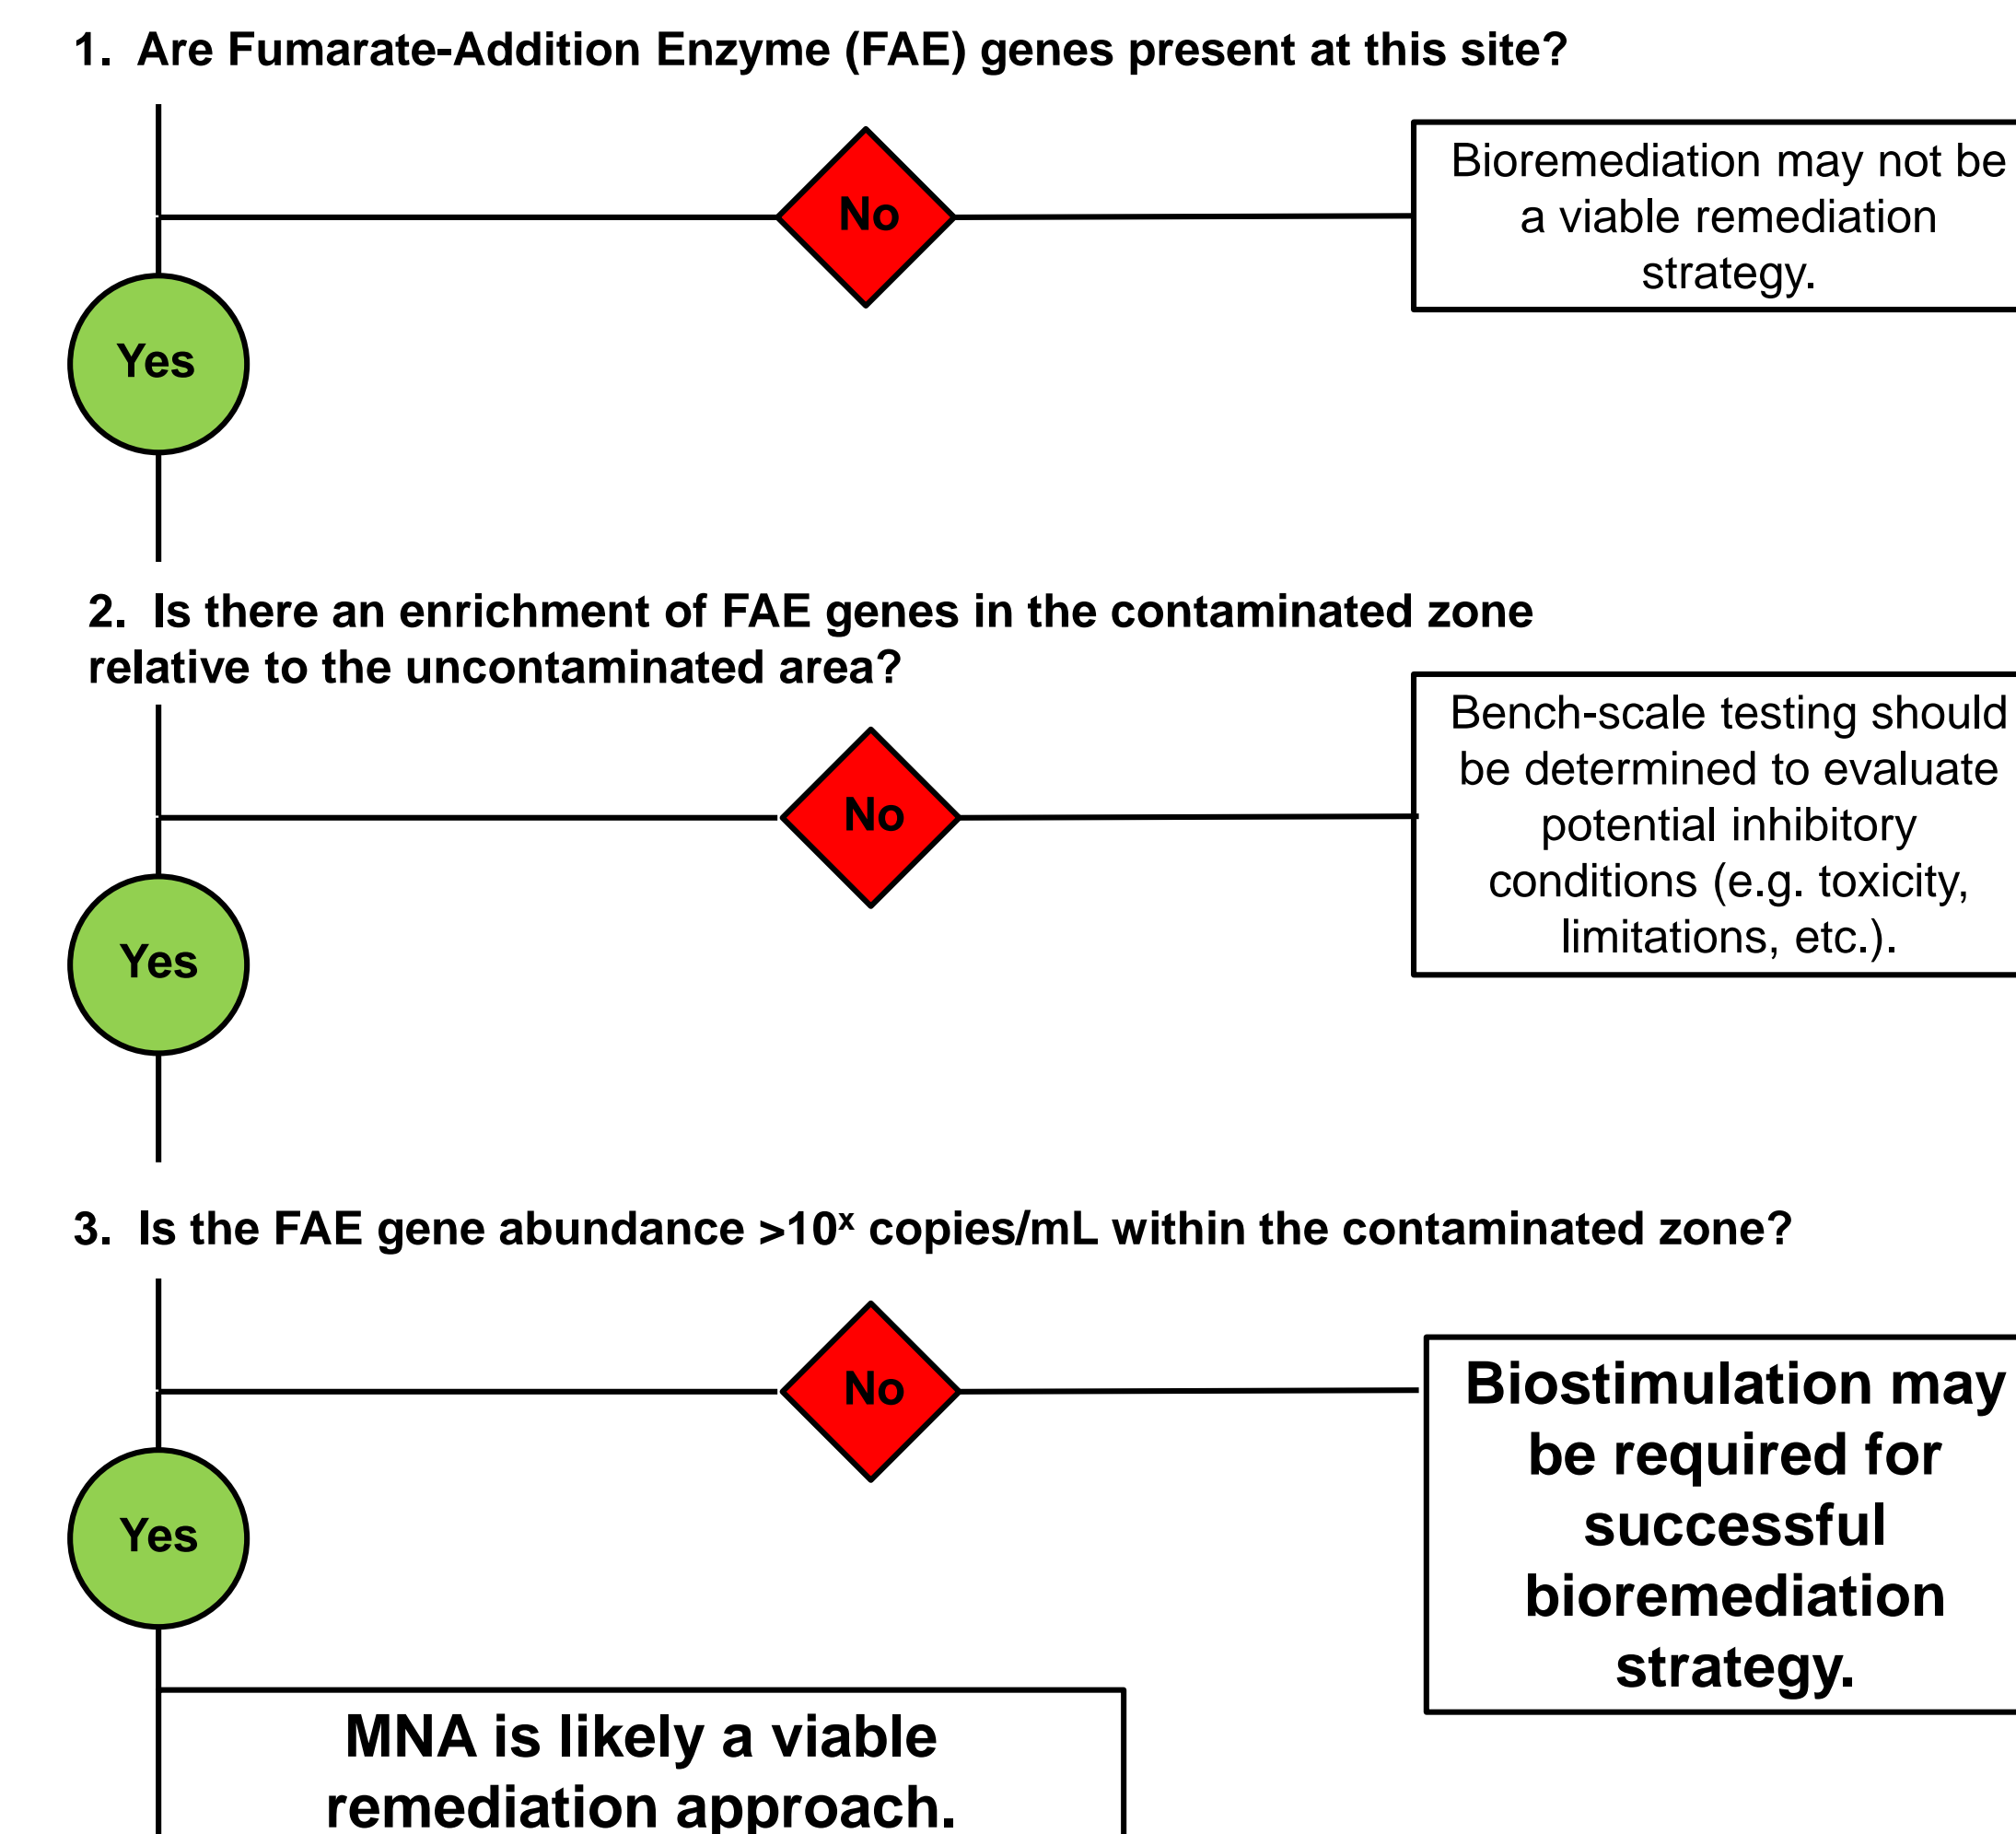 1. Are Fumarate-Addition Enzyme (FAE) genes present at this site?
No
Bioremediation may not be
a viable remediation
strategy.
Yes
2. Is there an enrichment of FAE genes in the contaminated zone
relative to the uncontaminated area?
No
Bench-scale testing should
be determined to evaluate
potential inhibitory
conditions (e.g. toxicity,
limitations, etc.).
Yes
3. Is the FAE gene abundance >10ˣ copies/mL within the contaminated zone?
No
Biostimulation may
be required for
successful
bioremediation
strategy.
Yes
MNA is likely a viable
remediation approach.